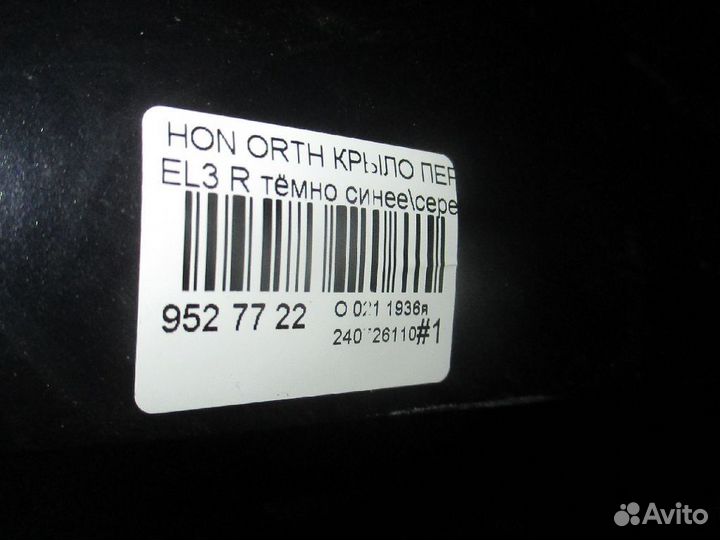 HON ORTH КРЫЛО ПЕР
EL3 R тёмно синее\сере
952 77 22
O 021 1936я
240 26110#1
Avito